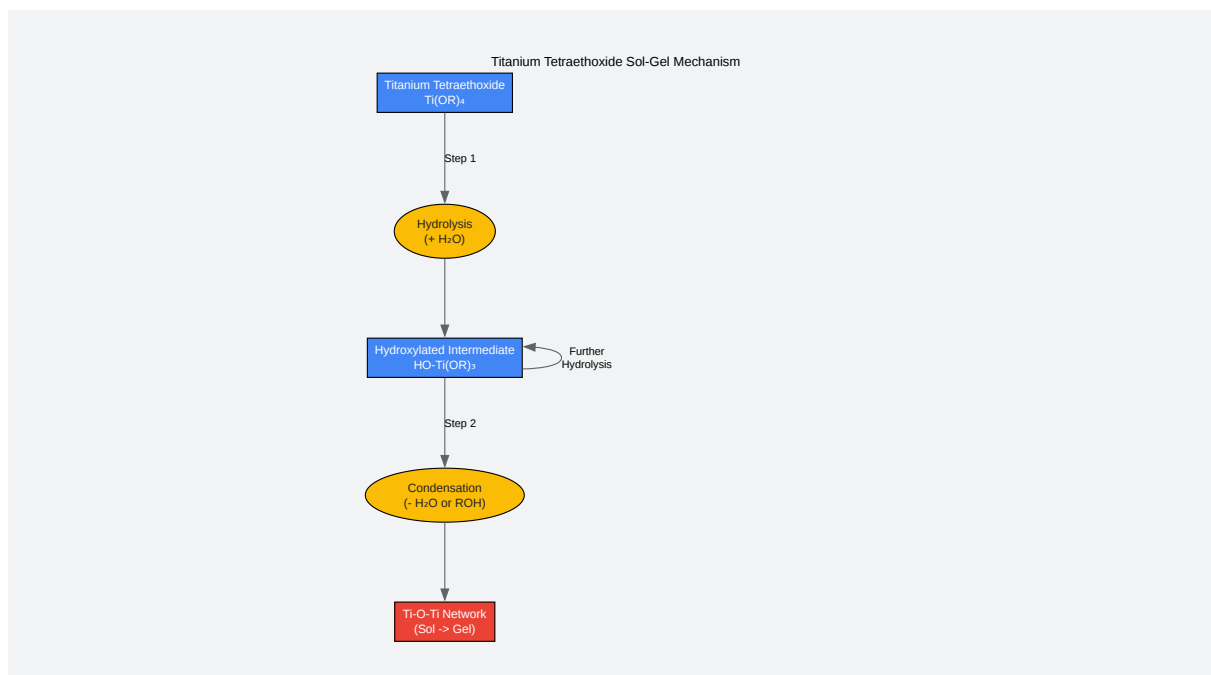 Titanium Tetraethoxide Sol-Gel Mechanism
Titanium Tetraethoxide
Ti(OR)₄
Step 1
Hydrolysis
(+ H₂O)
Hydroxylated Intermediate
HO-Ti(OR)₃
Further
Hydrolysis
Step 2
Condensation
(- H₂O or ROH)
Ti-O-Ti Network
(Sol -> Gel)